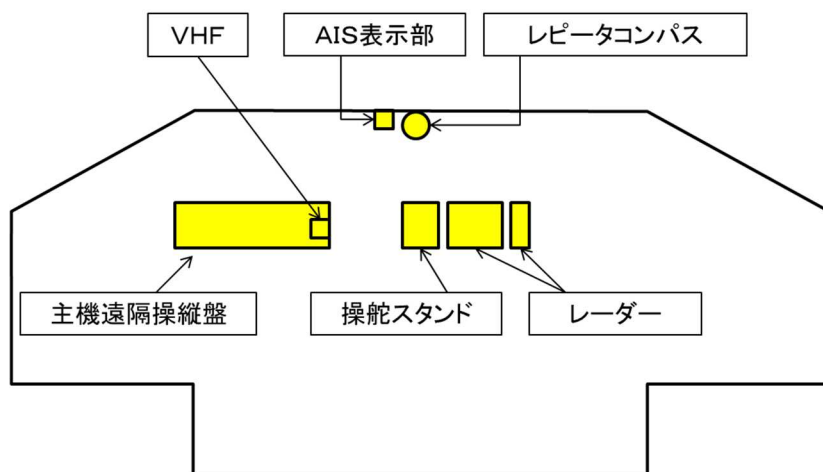 VHF
AIS表示部
レピータコンパス
主機遠隔操縦盤
操舵スタンド
レーダー